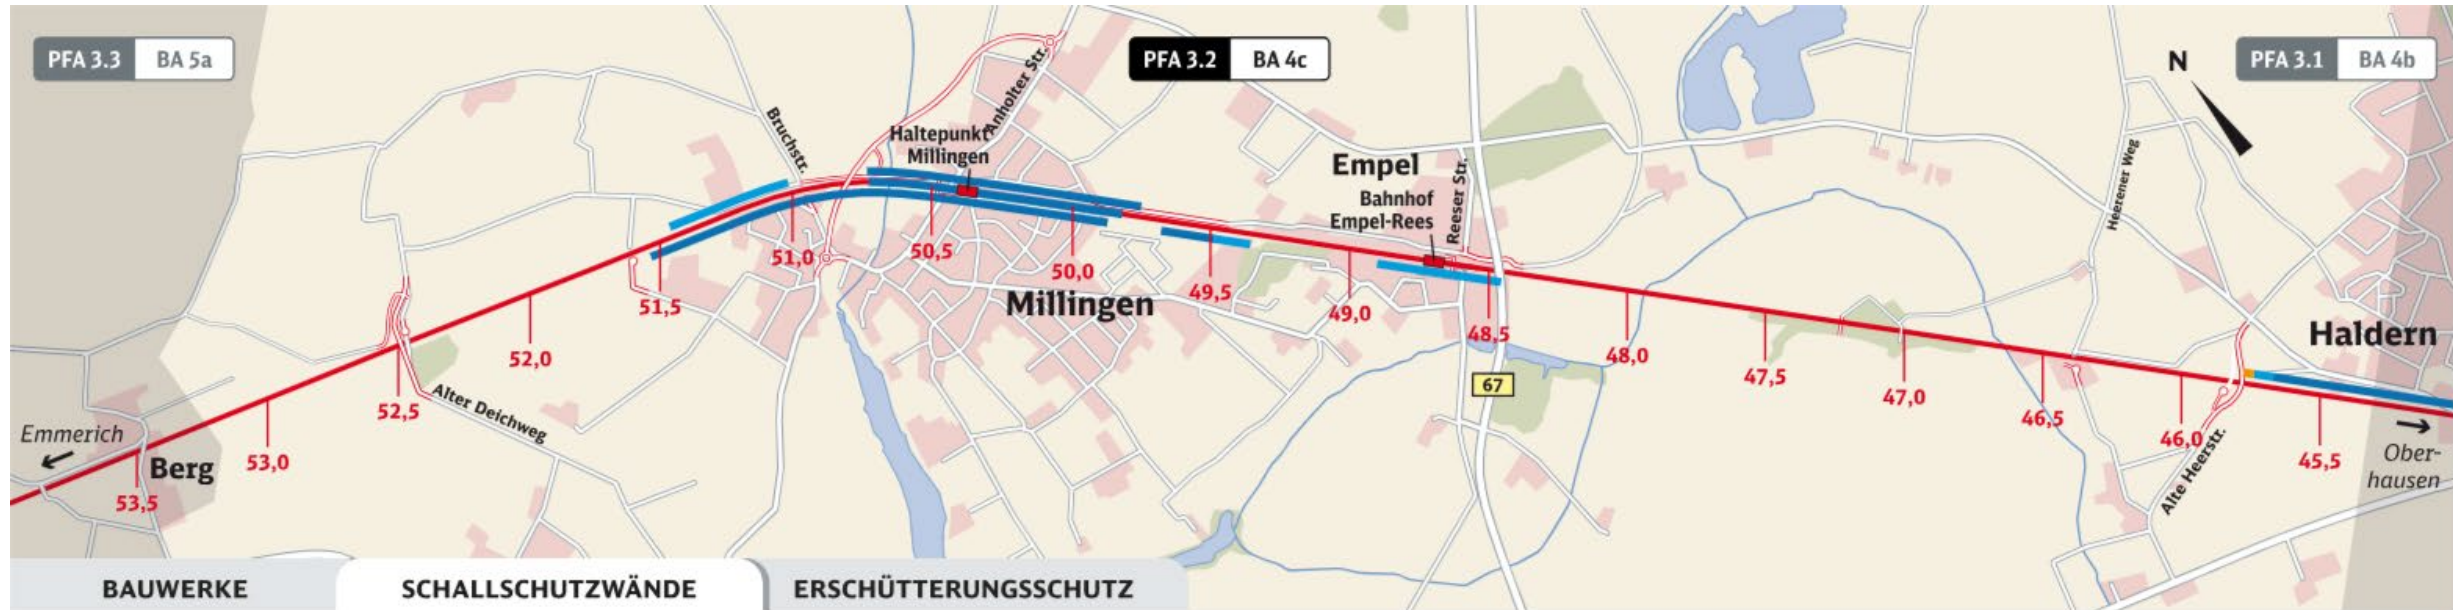 PFA 3.3 BA 5a
PFA 3.2 BA 4c
PFA 3.1 BA 4b
N
Bruchstr.
Anholter Str.
Haltepunkt
Millingen
Empel
Bahnhof
Empel-Rees
Reeser Str.
Heerener Weg
Haldern
Millingen
67
Alter Deichweg
Alte Heerstr.
Emmerich
Berg
Ober-
hausen
53,5
53,0
52,5
52,0
51,5
51,0
50,5
50,0
49,5
49,0
48,5
48,0
47,5
47,0
46,5
46,0
45,5
BAUWERKE
SCHALLSCHUTZWÄNDE
ERSCHÜTTERUNGSSCHUTZ